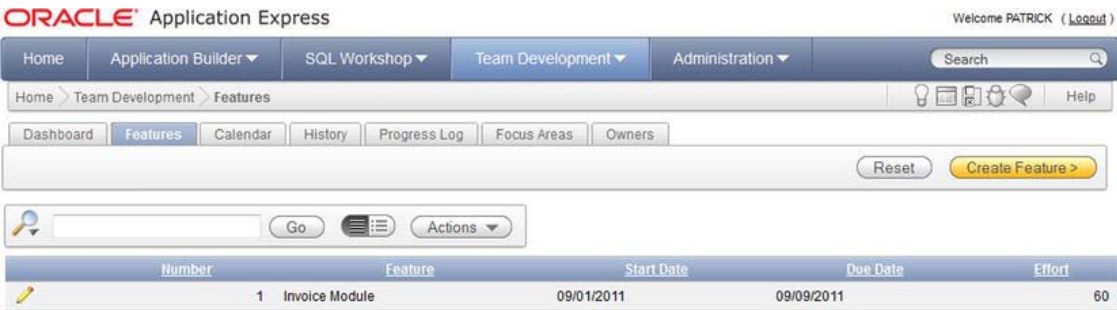 ORACLE Application Express Welcome PATRICK ( Logout )
Home Application Builder SQL Workshop Team Development Administration Search
Home Team Development Features Help
Dashboard Features Calendar History Progress Log Focus Areas Owners
Reset Create Feature >
Go Actions
Number Feature Start Date Due Date Effort
1 Invoice Module 09/01/2011 09/09/2011 60